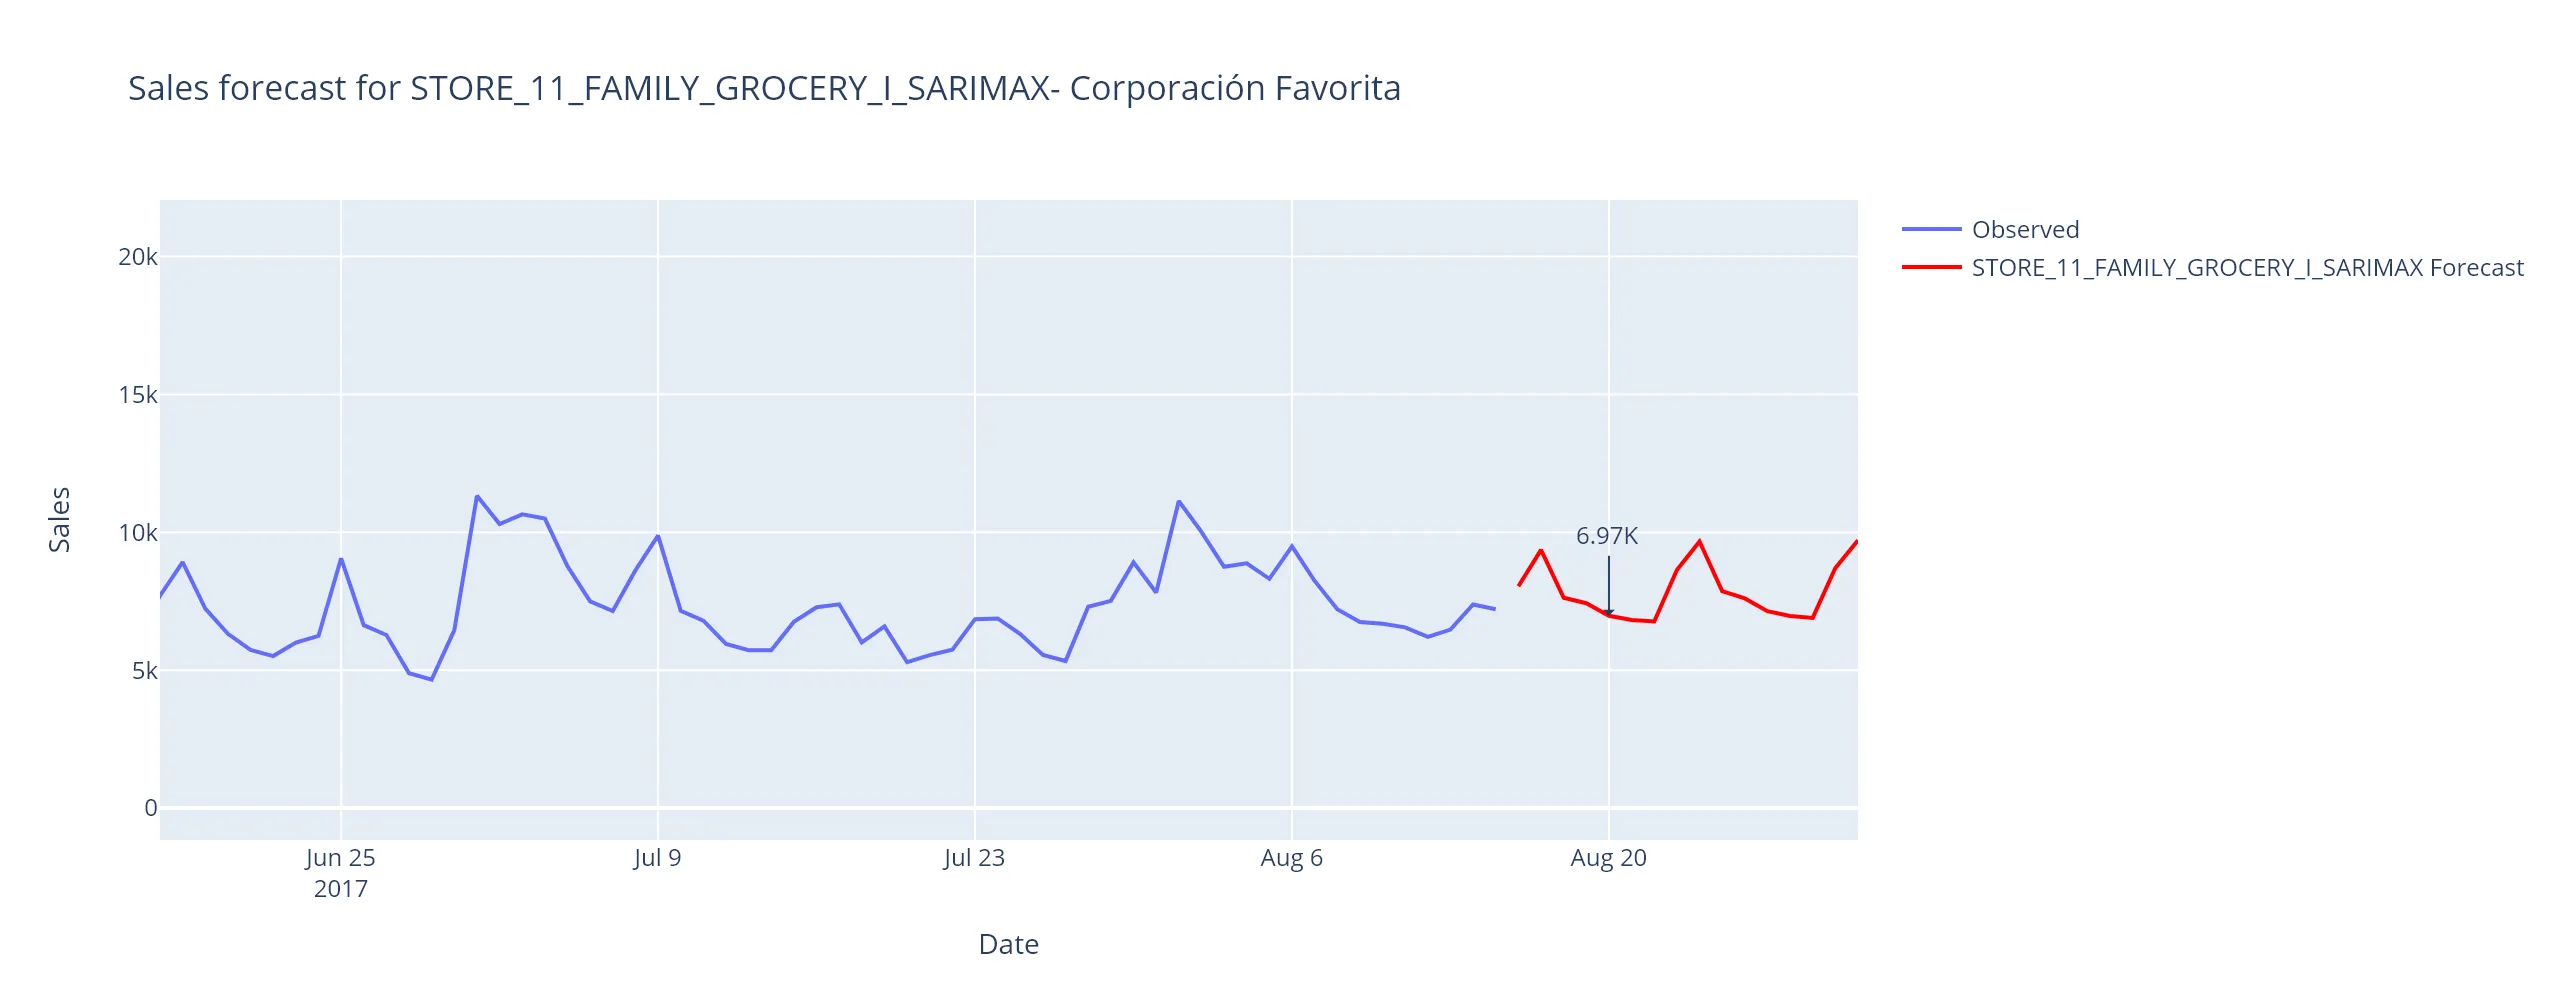 Sales forecast for STORE_11_FAMILY_GROCERY_I_SARIMAX- Corporación Favorita
Observed
STORE_11_FAMILY_GROCERY_I_SARIMAX Forecast
20k
15k
10k
5k
0
Sales
6.97K
Jun 25
2017
Jul 9
Jul 23
Aug 6
Aug 20
Date